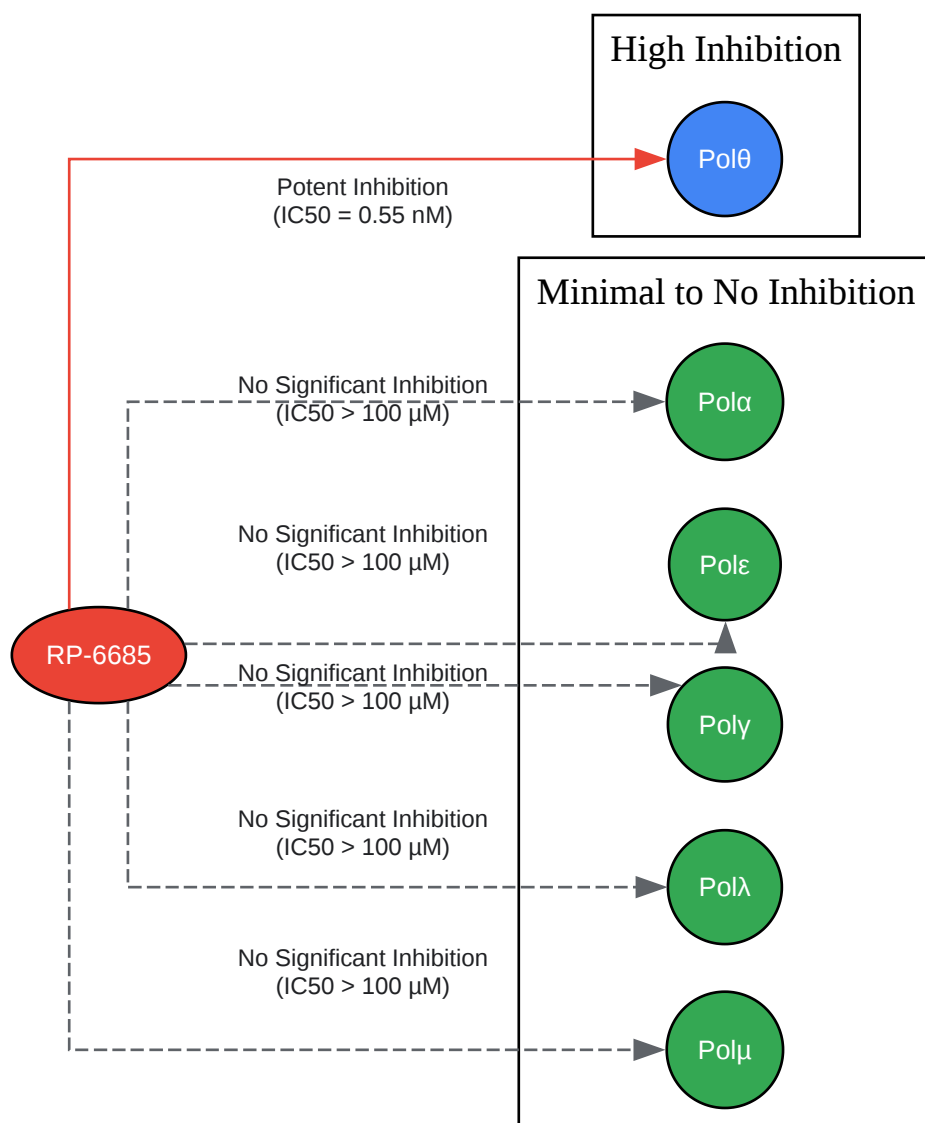 High Inhibition
Polθ
Potent Inhibition
(IC50 = 0.55 nM)
Minimal to No Inhibition
No Significant Inhibition
(IC50 > 100 µM)
Polα
No Significant Inhibition
(IC50 > 100 µM)
Polε
RP-6685
No Significant Inhibition
(IC50 > 100 µM)
Polγ
No Significant Inhibition
(IC50 > 100 µM)
Polλ
No Significant Inhibition
(IC50 > 100 µM)
Polµ